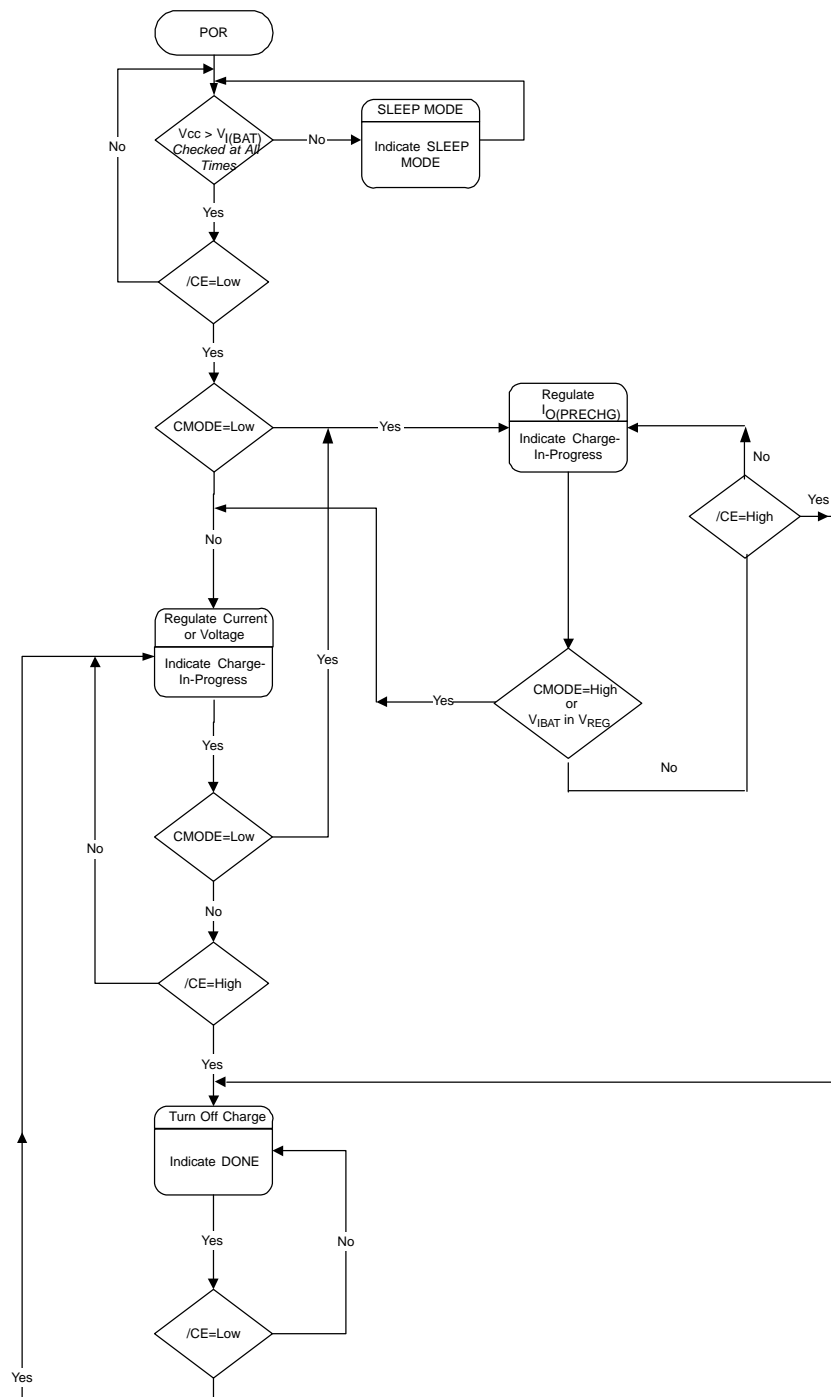 POR
SLEEP MODE
Vcc > VI(BAT)
Checked at All
Times
No
No
Indicate SLEEP
MODE
Yes
/CE=Low
Yes
Regulate
IO(PRECHG)
CMODE=Low
Yes
Indicate Charge-
In-Progress
No
Yes
/CE=High
No
Regulate Current
or Voltage
Indicate Charge-
In-Progress
Yes
CMODE=High
or
VIBAT in VREG
Yes
No
Yes
CMODE=Low
No
No
/CE=High
Yes
Turn Off Charge
Indicate DONE
Yes
No
/CE=Low
Yes